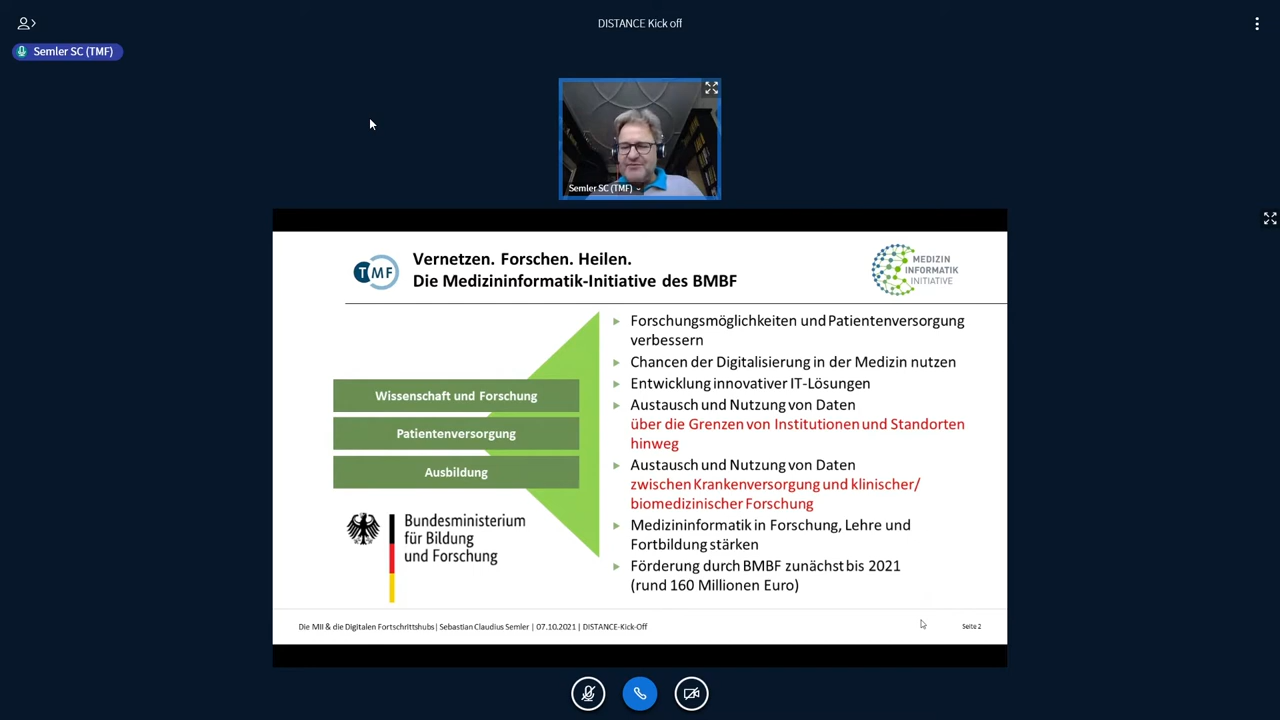 DISTANCE Kick off
Semler SC (TMF)
Semler SC (TMF)
TMF
Vernetzen. Forschen. Heilen.
Die Medizininformatik-Initiative des BMBF
MEDIZIN
INFORMATIK
INITIATIVE
Wissenschaft und Forschung
Patientenversorgung
Ausbildung
Bundesministerium
für Bildung
und Forschung
Forschungsmöglichkeiten und Patientenversorgung
verbessern
Chancen der Digitalisierung in der Medizin nutzen
Entwicklung innovativer IT-Lösungen
Austausch und Nutzung von Daten
über die Grenzen von Institutionen und Standorten
hinweg
Austausch und Nutzung von Daten
zwischen Krankenversorgung und klinischer/
biomedizinischer Forschung
Medizininformatik in Forschung, Lehre und
Fortbildung stärken
Förderung durch BMBF zunächst bis 2021
(rund 160 Millionen Euro)
Die MII & die Digitalen Fortschrittshubs| Sebastian Claudius Semler | 07.10.2021 | DISTANCE-Kick-Off
Seite 2